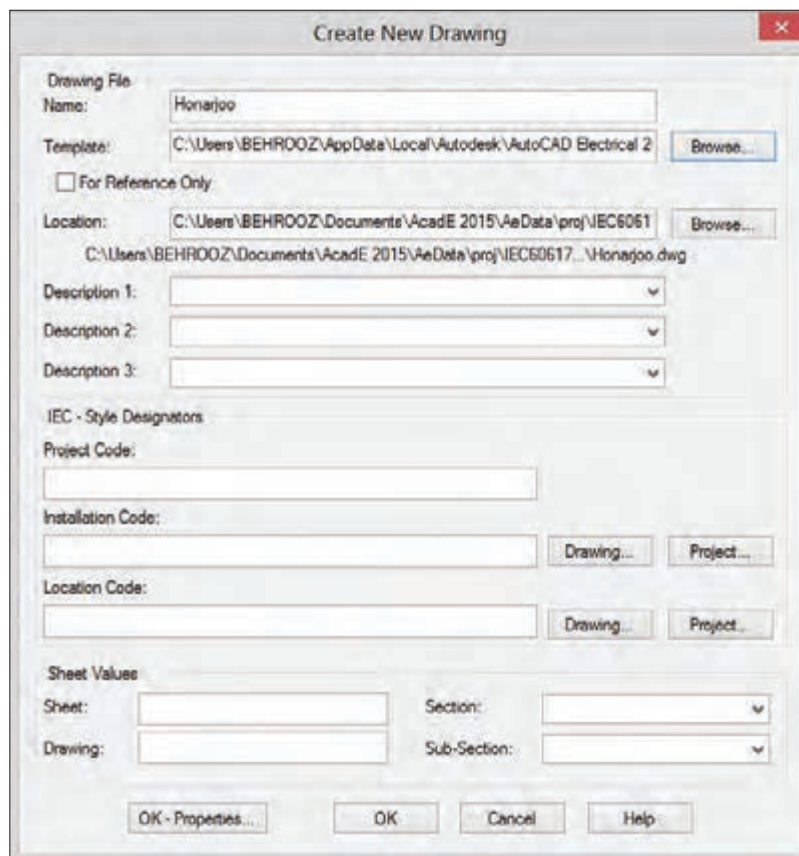 Create New Drawing
Drawing File
Name: Honarjoo
Template: C:\Users\BEHROOZ\AppData\Local\Autodesk\AutoCAD Electrical 2 Browse...
For Reference Only
Location: C:\Users\BEHROOZ\Documents\AcadE 2015\AeData\proj\IEC6061 Browse...
C:\Users\BEHROOZ\Documents\AcadE 2015\AeData\proj\IEC60617...\Honarjoo.dwg
Description 1:
Description 2:
Description 3:
IEC - Style Designators
Project Code:
Installation Code:
Drawing... Project...
Location Code:
Drawing... Project...
Sheet Values
Sheet: Section:
Drawing: Sub-Section:
OK - Properties... OK Cancel Help